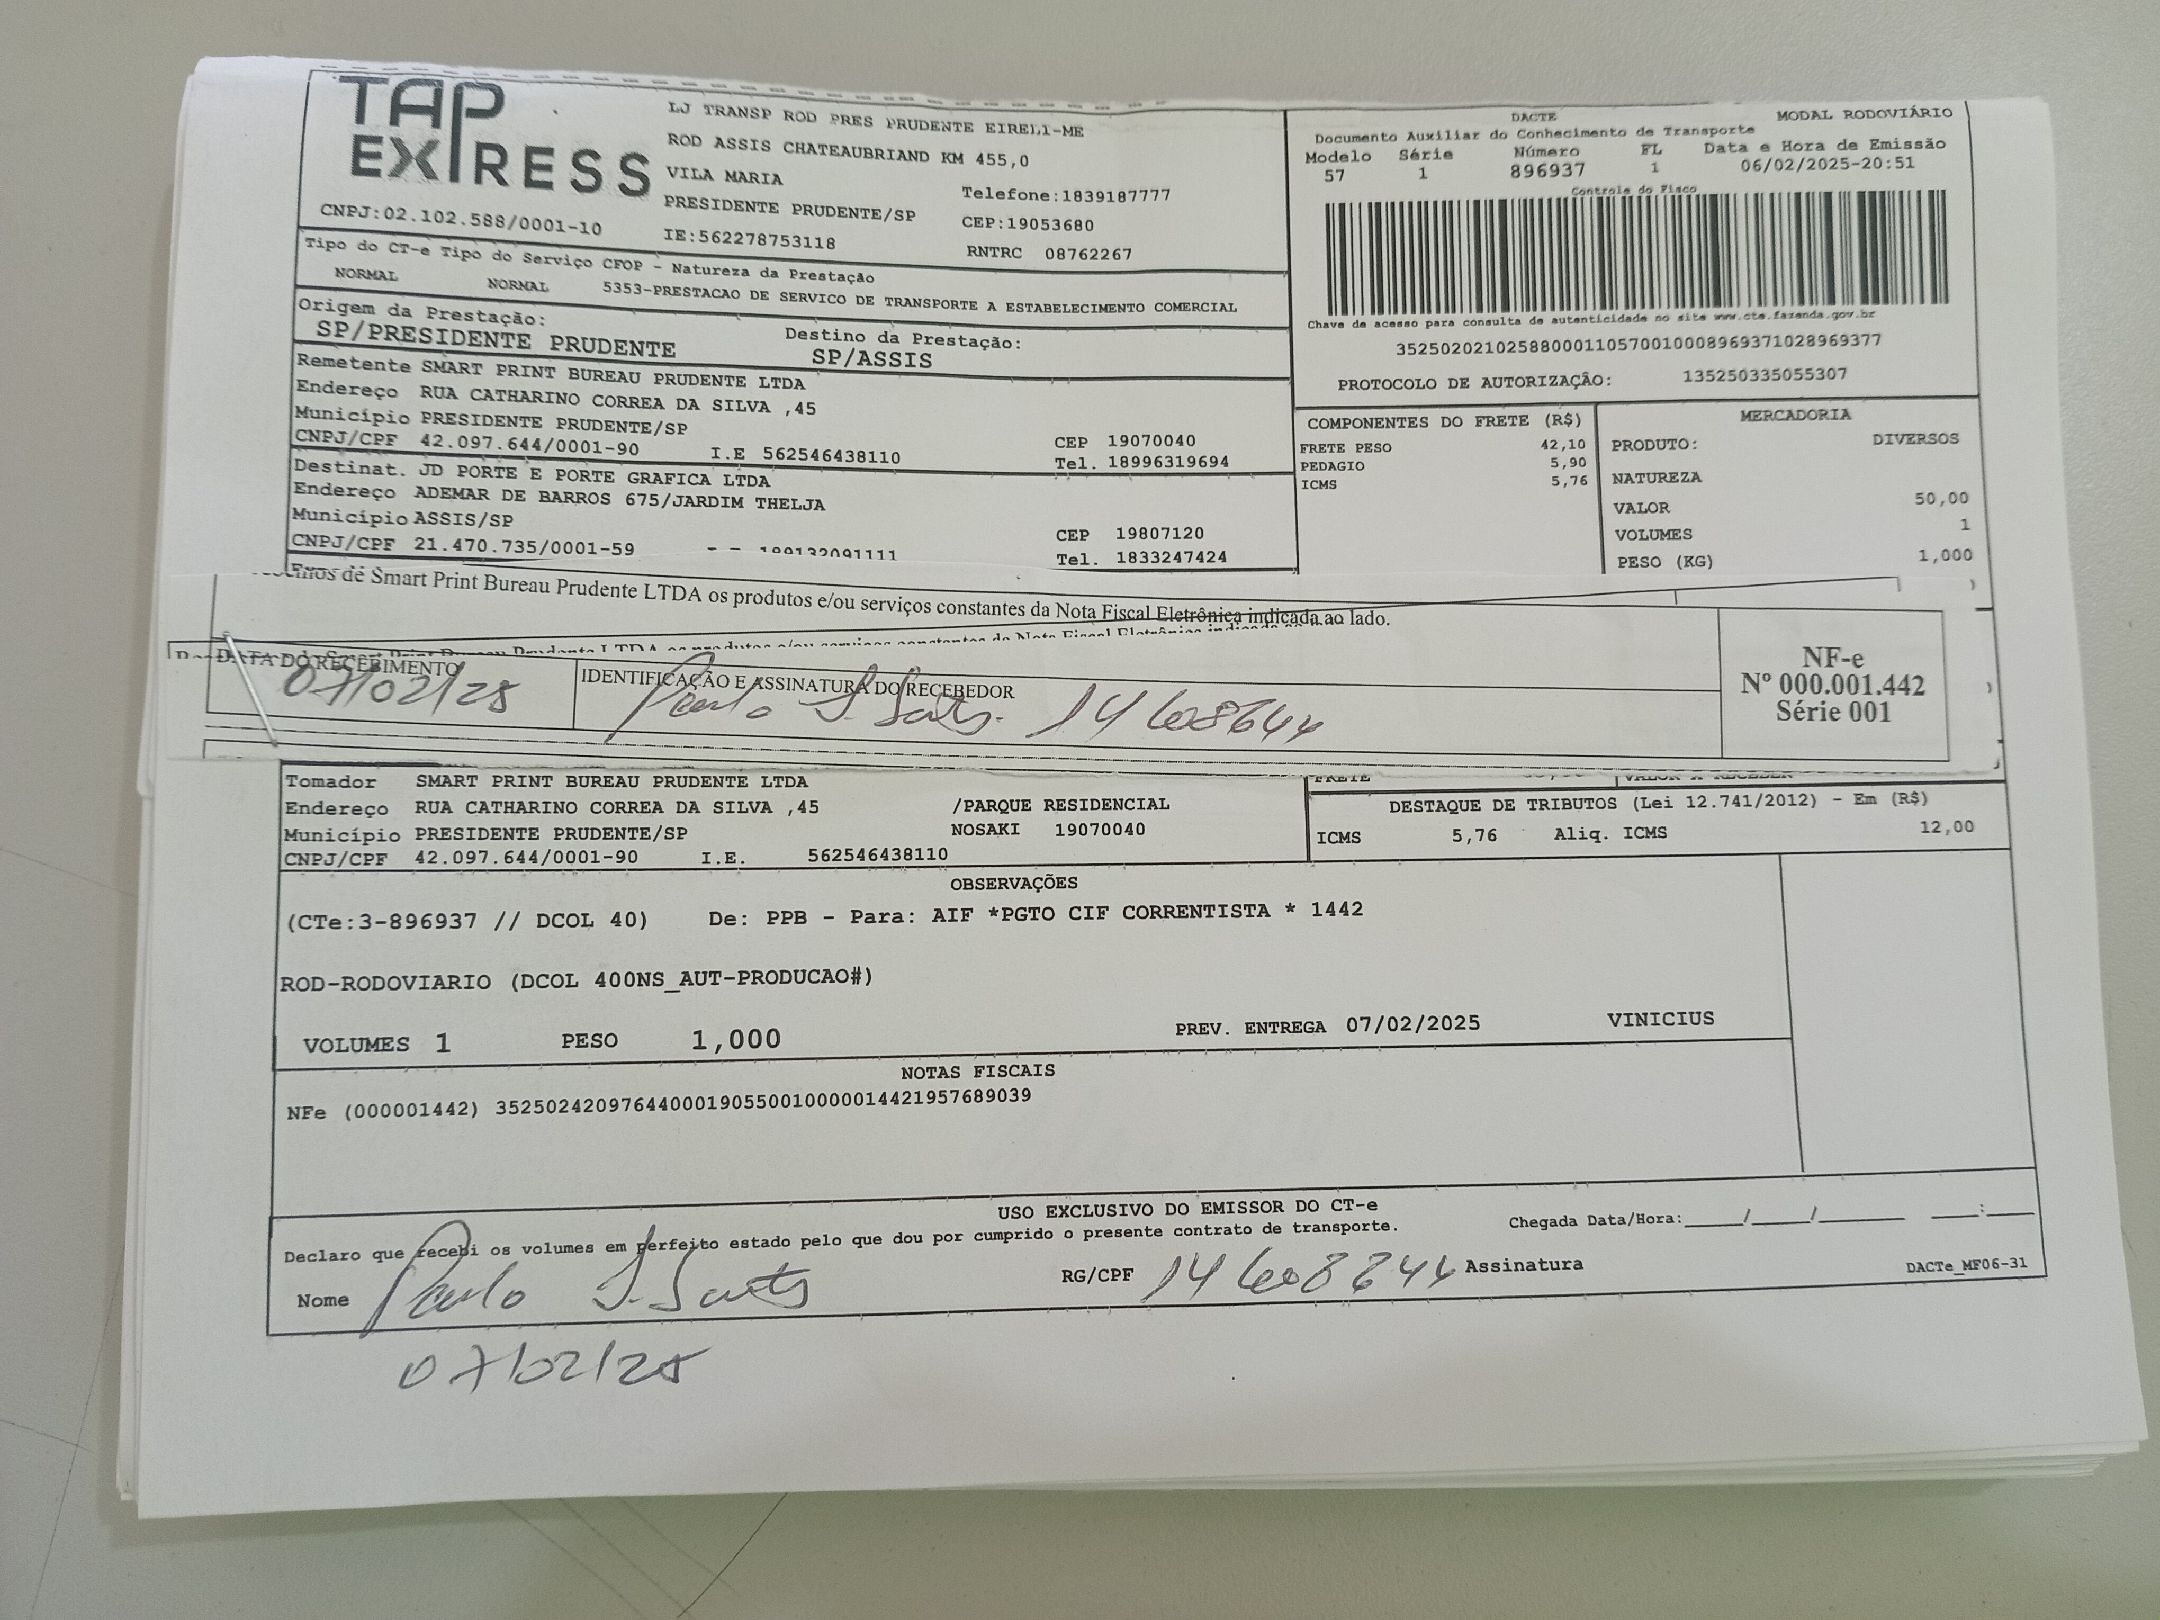 TAP
EXPRESS
CNPJ:02.102.588/0001-10
LJ TRANSP ROD PRES PRUDENTE EIRELI-ME
ROD ASSIS CHATEAUBRIAND KM 455,0
VILA MARIA
Telefone:1839187777
PRESIDENTE PRUDENTE/SP
CEP:19053680
IE:562278753118
RNTRC 08762267
DACTE
MODAL RODOVIÁRIO
Documento Auxiliar do Conhecimento de Transporte
Modelo Série Número FL Data e Hora de Emissão
57 1 896937 1 06/02/2025-20:51
Controle do Fisco
Chave de acesso para consulta de autenticidade no site www.cte.fazenda.gov.br
35250202102588000110570010008969371028969377
PROTOCOLO DE AUTORIZAÇÃO: 135250335055307
Tipo do CT-e Tipo do Serviço CFOP - Natureza da Prestação
NORMAL NORMAL 5353-PRESTACAO DE SERVICO DE TRANSPORTE A ESTABELECIMENTO COMERCIAL
Origem da Prestação: Destino da Prestação:
SP/PRESIDENTE PRUDENTE SP/ASSIS
Remetente SMART PRINT BUREAU PRUDENTE LTDA
Endereço RUA CATHARINO CORREA DA SILVA ,45
Município PRESIDENTE PRUDENTE/SP CEP 19070040
CNPJ/CPF 42.097.644/0001-90 I.E 562546438110 Tel. 18996319694
Destinat. JD PORTE E PORTE GRAFICA LTDA
Endereço ADEMAR DE BARROS 675/JARDIM THELJA
Município ASSIS/SP CEP 19807120
CNPJ/CPF 21.470.735/0001-59 189132091111 Tel. 1833247424
COMPONENTES DO FRETE (R$)
FRETE PESO 42,10
PEDAGIO 5,90
ICMS 5,76
MERCADORIA
PRODUTO: DIVERSOS
NATUREZA
VALOR 50,00
VOLUMES 1
PESO (KG) 1,000
de Smart Print Bureau Prudente LTDA os produtos e/ou serviços constantes da Nota Fiscal Eletrônica indicada ao lado.
DATA DO RECEBIMENTO
07/02/25
IDENTIFICAÇÃO E ASSINATURA DO RECEBEDOR
Paulo S. Santos 14608644
NF-e
Nº 000.001.442
Série 001
Tomador SMART PRINT BUREAU PRUDENTE LTDA
Endereço RUA CATHARINO CORREA DA SILVA ,45 /PARQUE RESIDENCIAL
Município PRESIDENTE PRUDENTE/SP NOSAKI 19070040
CNPJ/CPF 42.097.644/0001-90 I.E. 562546438110
FRETE VALOR A RECEBER
DESTAQUE DE TRIBUTOS (Lei 12.741/2012) - Em (R$)
ICMS 5,76 Aliq. ICMS 12,00
OBSERVAÇÕES
(CTe:3-896937 // DCOL 40) De: PPB - Para: AIF *PGTO CIF CORRENTISTA * 1442
ROD-RODOVIARIO (DCOL 400NS_AUT-PRODUCAO#)
VOLUMES 1 PESO 1,000 PREV. ENTREGA 07/02/2025 VINICIUS
NOTAS FISCAIS
NFe (000001442) 35250242097644000190550010000014421957689039
USO EXCLUSIVO DO EMISSOR DO CT-e
Declaro que recebi os volumes em perfeito estado pelo que dou por cumprido o presente contrato de transporte.
Chegada Data/Hora:_____/_____/_______ ____:____
Nome Paulo S. Santos RG/CPF 14608644 Assinatura
DACTe_MF06-31
07/02/25